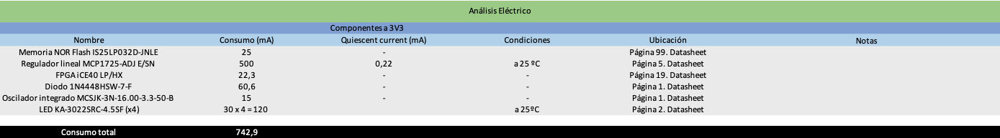 Análisis Eléctrico
Componentes a 3V3
Nombre Consumo (mA) Quiescent current (mA) Condiciones Ubicación Notas
Memoria NOR Flash IS25LP032D-JNLE 25 - Página 99. Datasheet
Regulador lineal MCP1725-ADJ E/SN 500 0,22 a 25 ºC Página 5. Datasheet
FPGA iCE40 LP/HX 22,3 - - Página 19. Datasheet
Diodo 1N4448HSW-7-F 60,6 - - Página 1. Datasheet
Oscilador integrado MCSJK-3N-16.00-3.3-50-B 15 - - Página 1. Datasheet
LED KA-3022SRC-4.5SF (x4) 30 x 4 = 120 a 25ºC Página 2. Datasheet
Consumo total 742,9